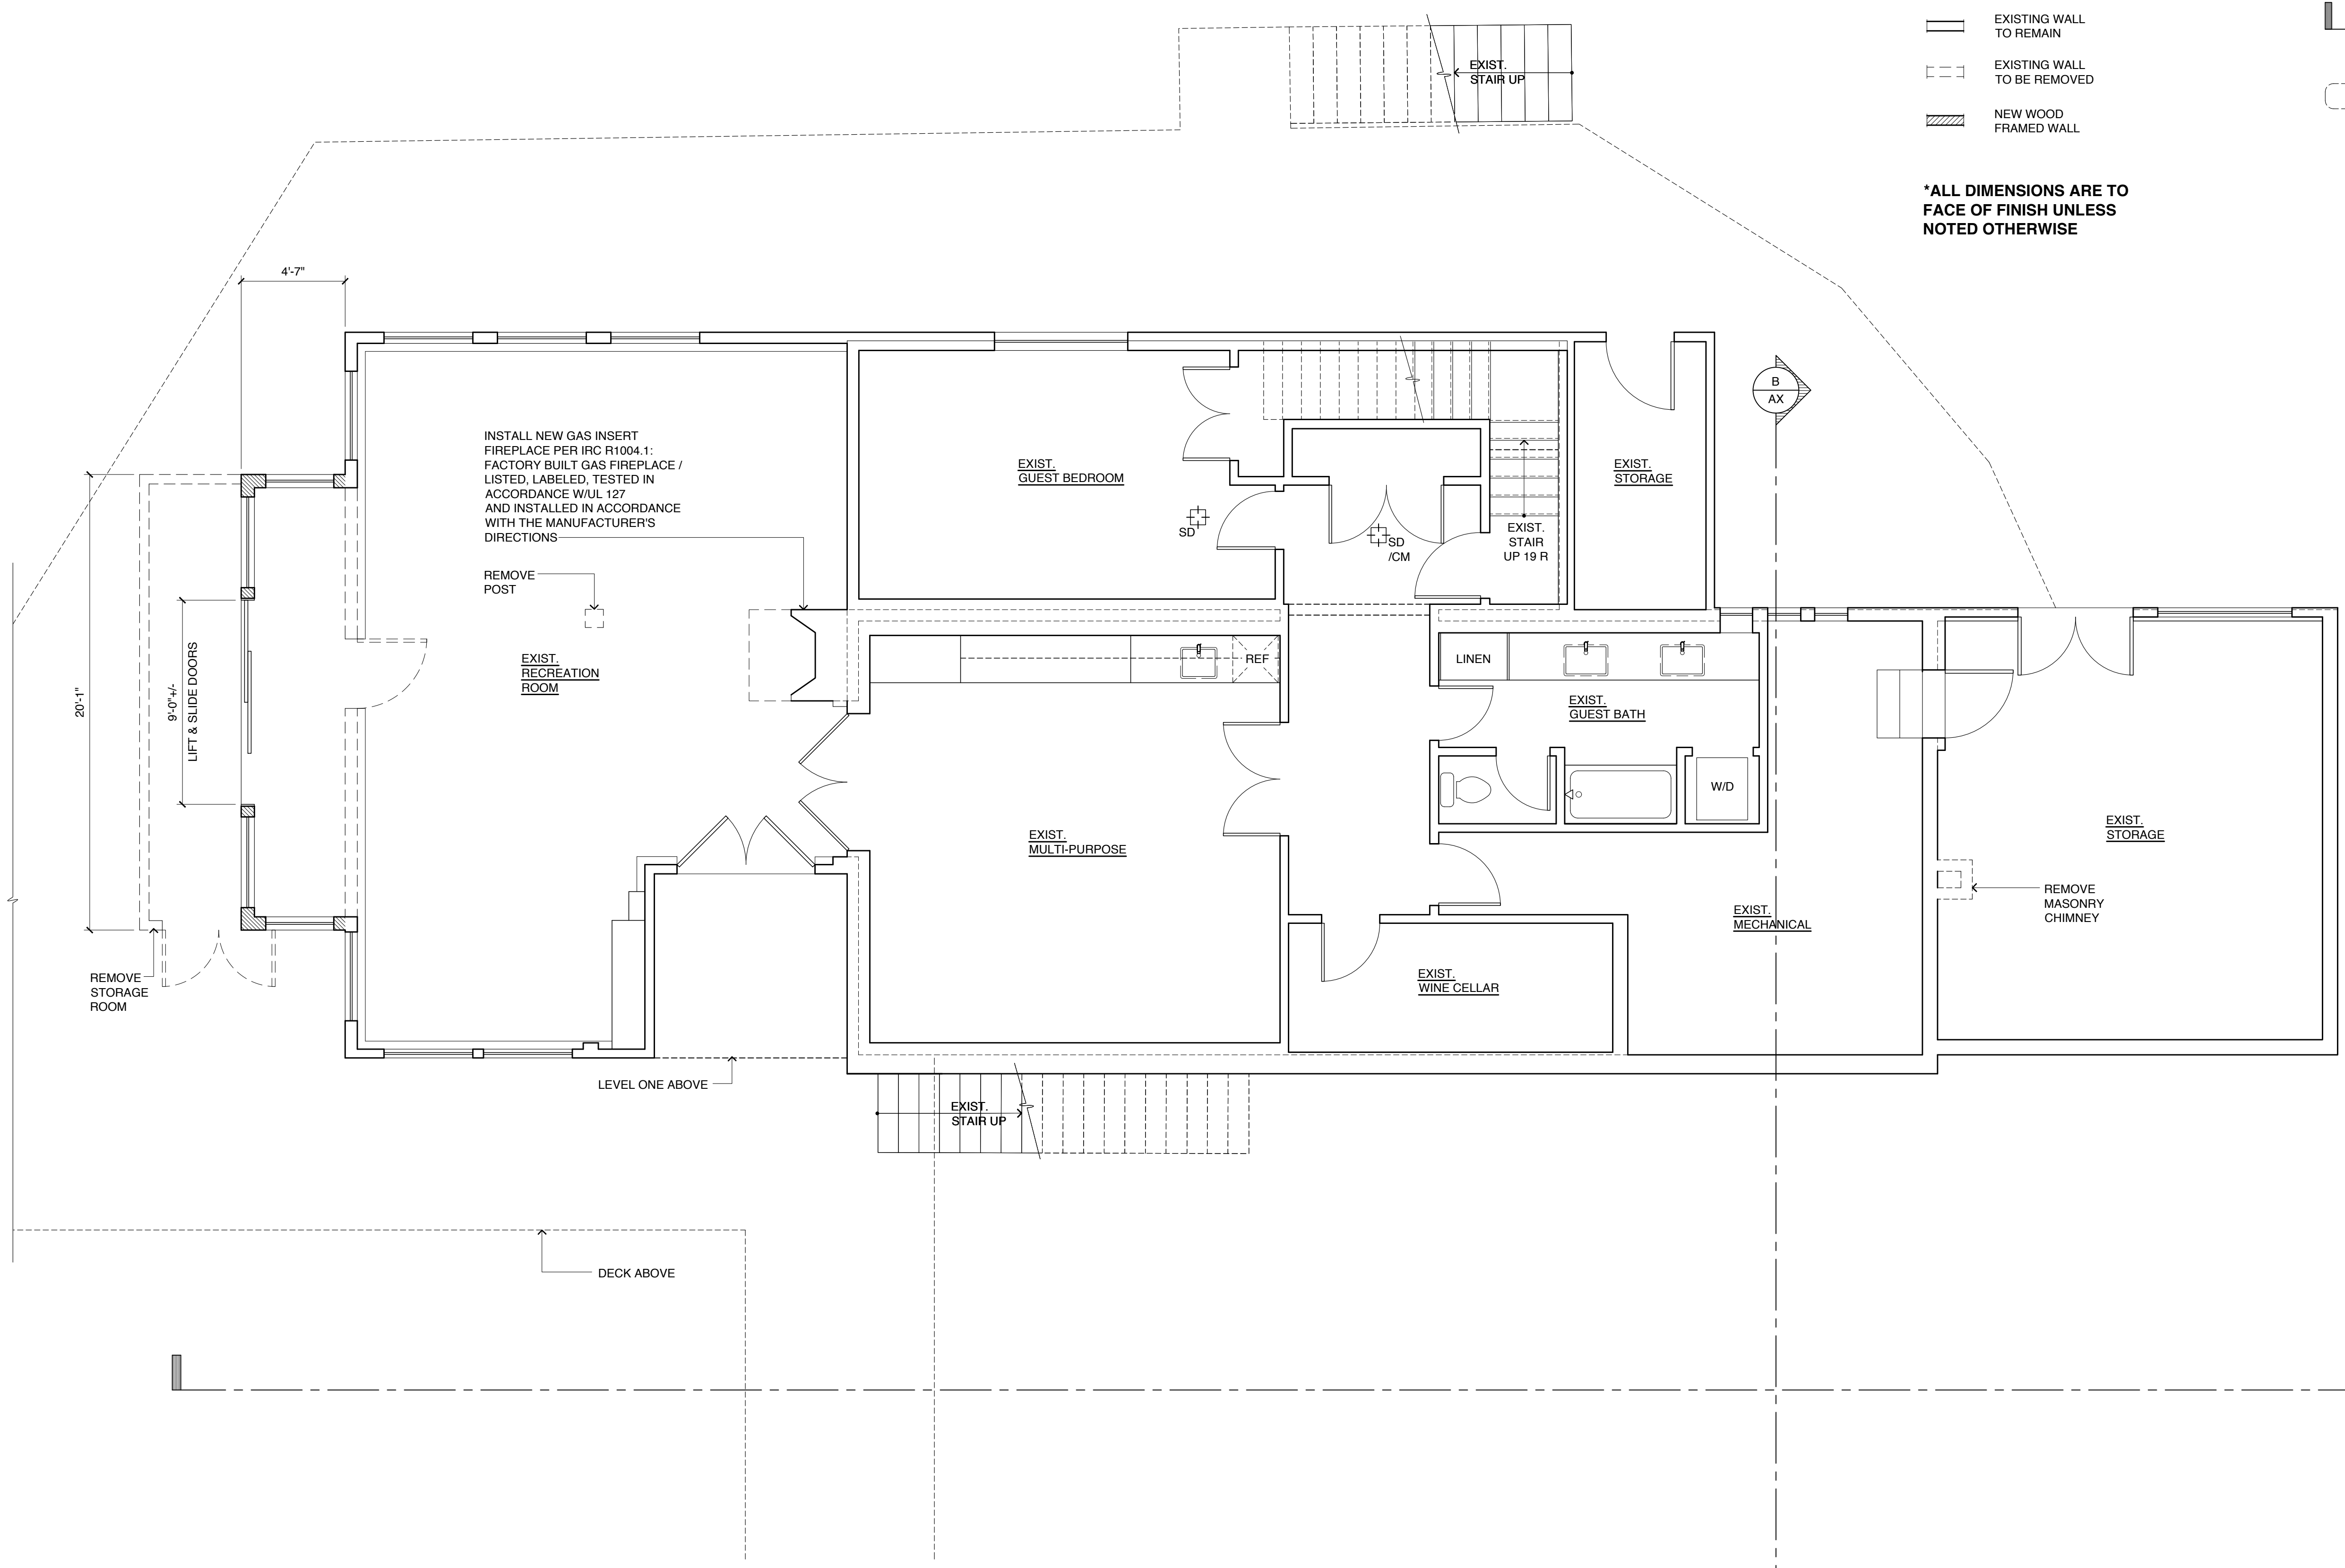 EXISTING WALL
TO REMAIN
EXIST.
STAIR UP
EXISTING WALL
TO BE REMOVED
NEW WOOD
FRAMED WALL
*ALL DIMENSIONS ARE TO
FACE OF FINISH UNLESS
NOTED OTHERWISE
4'-7"
B
AX
INSTALL NEW GAS INSERT
FIREPLACE PER IRC R1004.1:
FACTORY BUILT GAS FIREPLACE /
LISTED, LABELED, TESTED IN
ACCORDANCE W/UL 127
AND INSTALLED IN ACCORDANCE
WITH THE MANUFACTURER'S
DIRECTIONS
EXIST.
GUEST BEDROOM
EXIST.
STORAGE
SD
SD
/CM
EXIST.
STAIR
UP 19 R
REMOVE
POST
20'-1"
9'-0"+/-
LIFT & SLIDE DOORS
EXIST.
RECREATION
ROOM
REF
LINEN
EXIST.
GUEST BATH
W/D
EXIST.
MULTI-PURPOSE
EXIST.
STORAGE
REMOVE
MASONRY
CHIMNEY
EXIST.
MECHANICAL
REMOVE
STORAGE
ROOM
EXIST.
WINE CELLAR
LEVEL ONE ABOVE
EXIST.
STAIR UP
DECK ABOVE